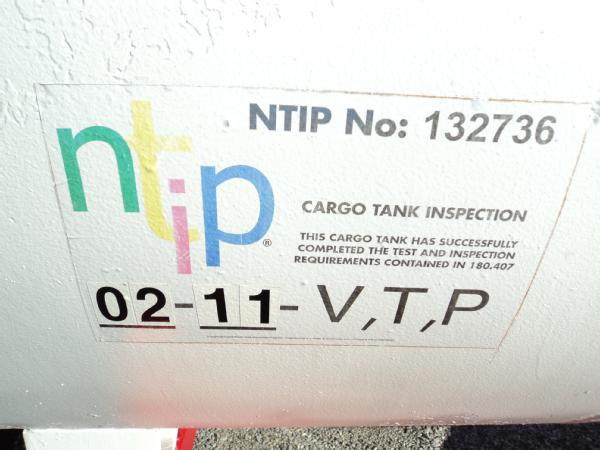 NTIP No: 132736
ntip®
CARGO TANK INSPECTION
THIS CARGO TANK HAS SUCCESSFULLY
COMPLETED THE TEST AND INSPECTION
REQUIREMENTS CONTAINED IN 180.407
02-11-V,T,P